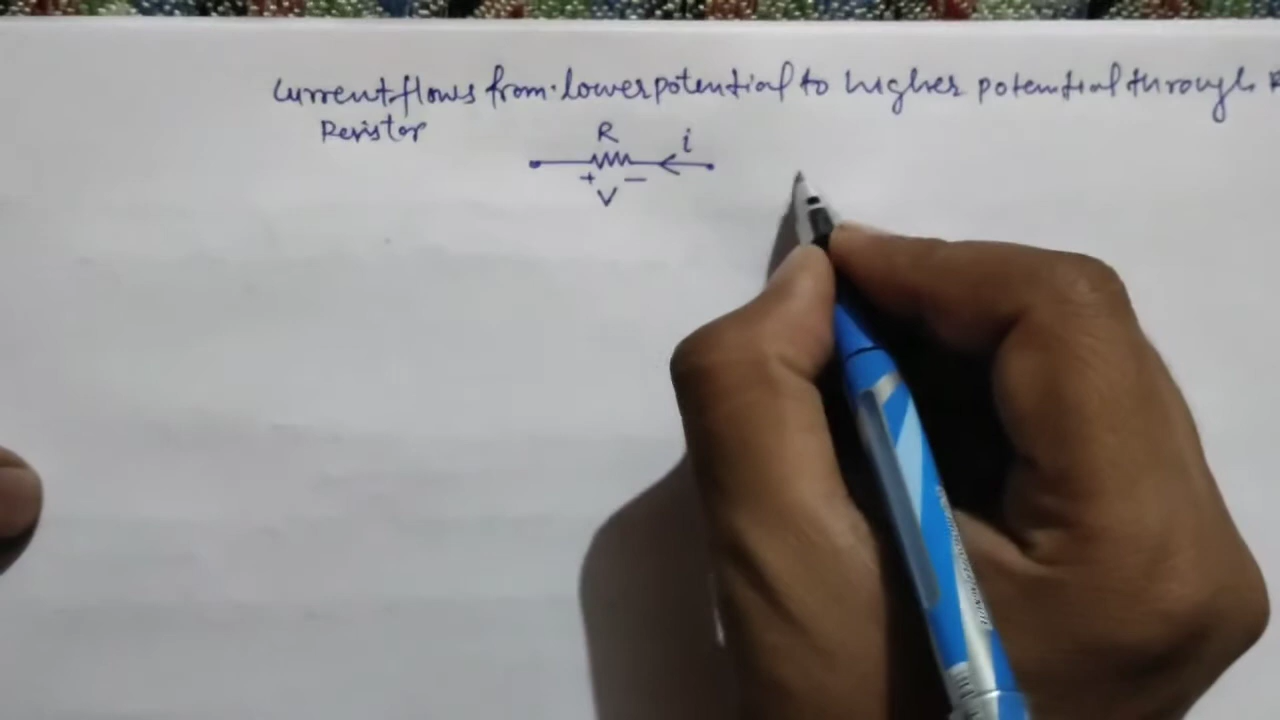 Current flows from lower potential to higher potential through
Resistor
R
i
+ −
V